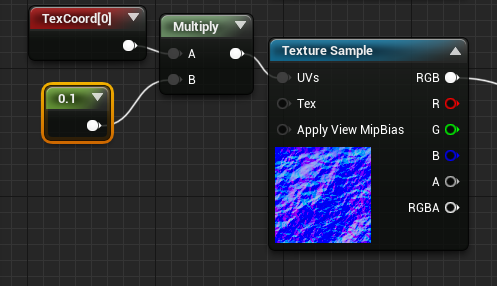 TexCoord[0]
Multiply
A
B
0.1
Texture Sample
UVs
RGB
Tex
R
Apply View MipBias
G
B
A
RGBA